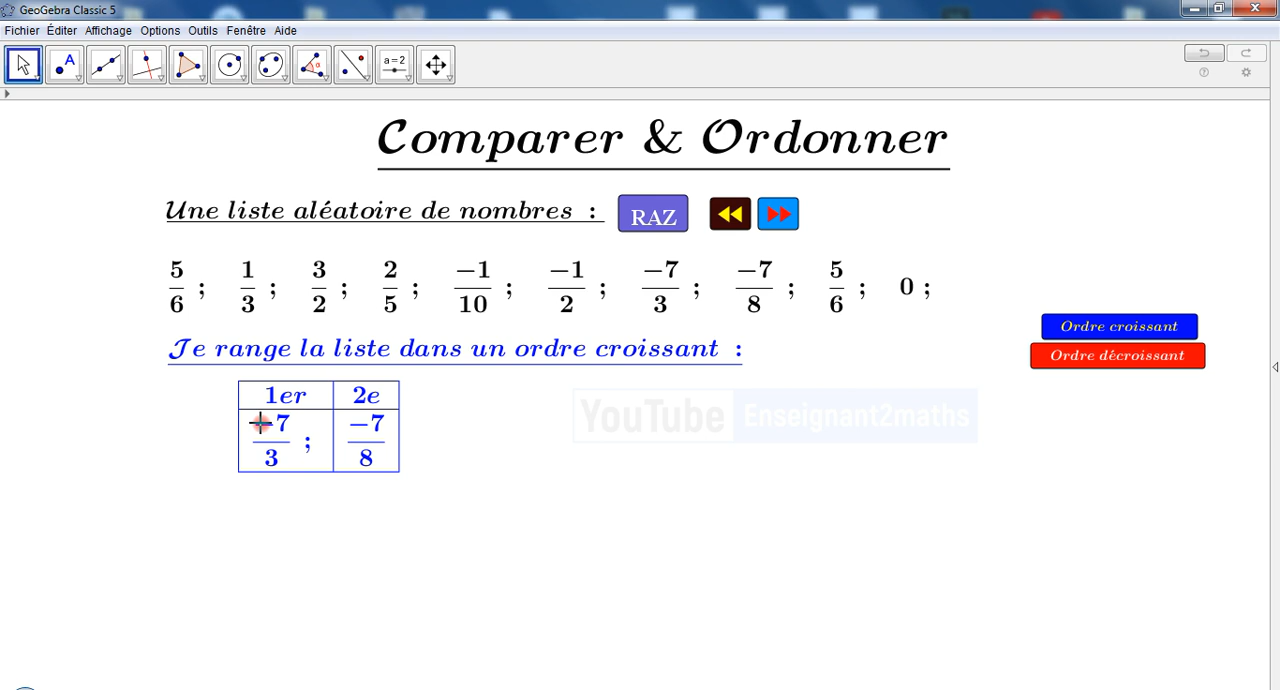 GeoGebra Classic 5
Fichier Éditer Affichage Options Outils Fenêtre Aide
A
α
a=2
Comparer & Ordonner
Une liste aléatoire de nombres : RAZ
5/6 ; 1/3 ; 3/2 ; 2/5 ; −1/10 ; −1/2 ; −7/3 ; −7/8 ; 5/6 ; 0 ;
Ordre croissant
Je range la liste dans un ordre croissant :
Ordre décroissant
1er 2e
−7/3 ; −7/8
YouTube Enseignant2maths